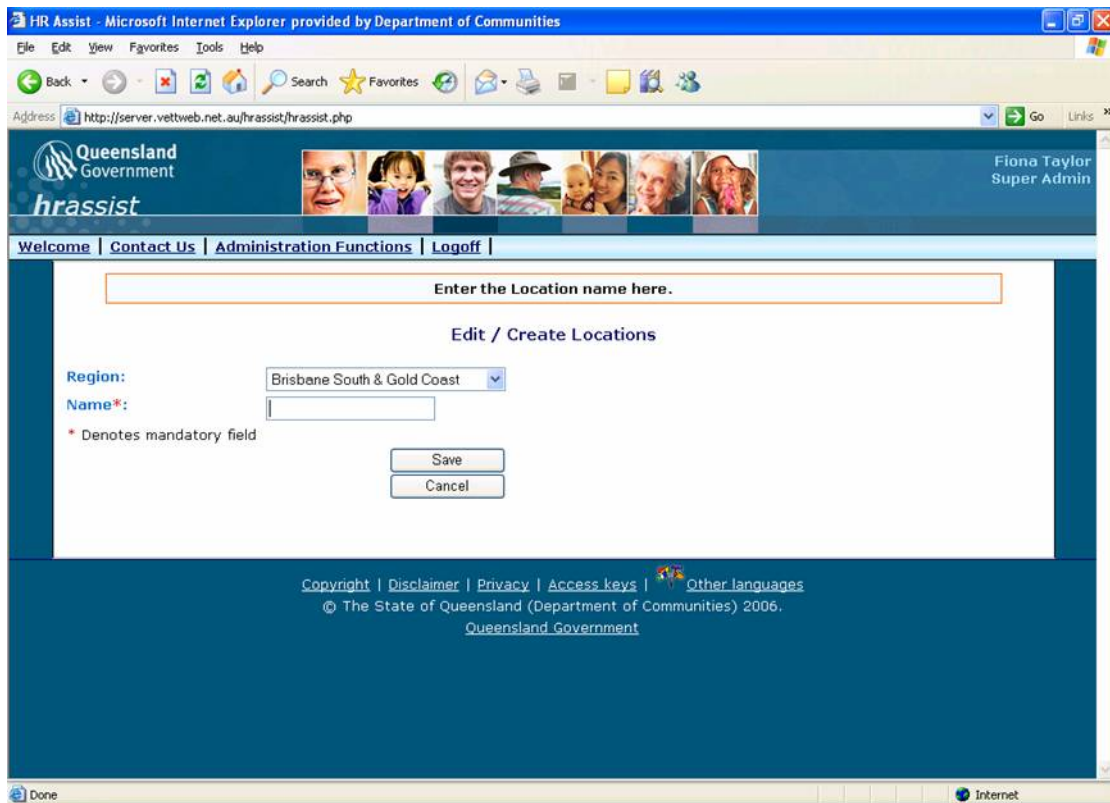 HR Assist - Microsoft Internet Explorer provided by Department of Communities
File Edit View Favorites Tools Help
Back Search Favorites
Address http://server.vettweb.net.au/hrassist/hrassist.php Go Links »
Queensland
Government
hrassist
Fiona Taylor
Super Admin
Welcome | Contact Us | Administration Functions | Logoff |
Enter the Location name here.
Edit / Create Locations
Region: Brisbane South & Gold Coast
Name*:
* Denotes mandatory field
Save
Cancel
Copyright | Disclaimer | Privacy | Access keys | Other languages
© The State of Queensland (Department of Communities) 2006.
Queensland Government
Done Internet